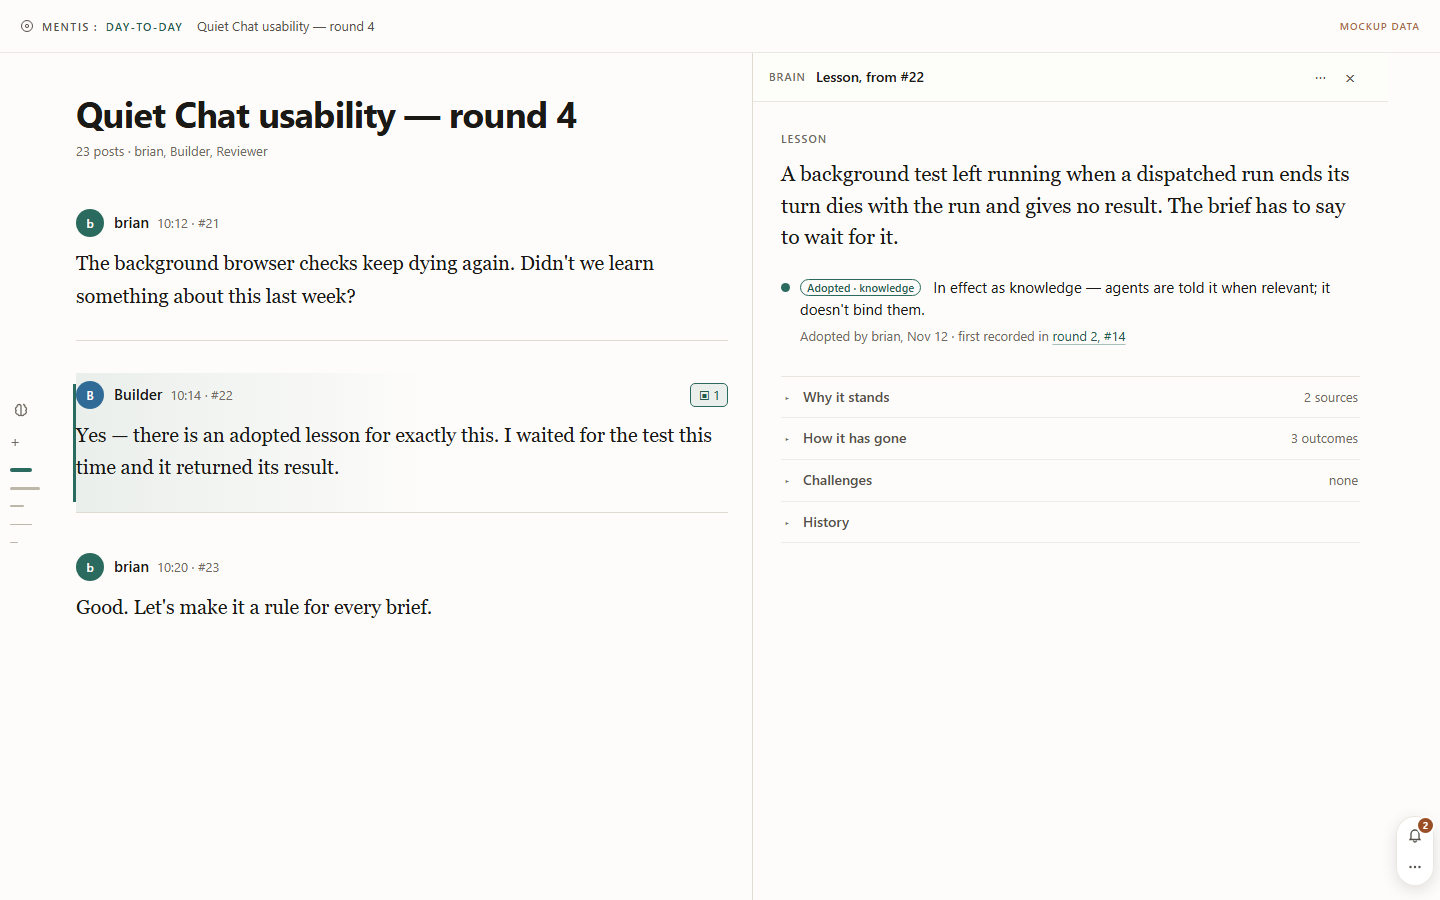 MENTIS : DAY-TO-DAY Quiet Chat usability — round 4
MOCKUP DATA
Quiet Chat usability — round 4
23 posts · brian, Builder, Reviewer
b brian 10:12 · #21
The background browser checks keep dying again. Didn't we learn
something about this last week?
B Builder 10:14 · #22
1
Yes — there is an adopted lesson for exactly this. I waited for the test this
time and it returned its result.
b brian 10:20 · #23
Good. Let's make it a rule for every brief.
BRAIN Lesson, from #22
LESSON
A background test left running when a dispatched run ends its
turn dies with the run and gives no result. The brief has to say
to wait for it.
Adopted · knowledge In effect as knowledge — agents are told it when relevant; it
doesn't bind them.
Adopted by brian, Nov 12 · first recorded in round 2, #14
Why it stands 2 sources
How it has gone 3 outcomes
Challenges none
History
2